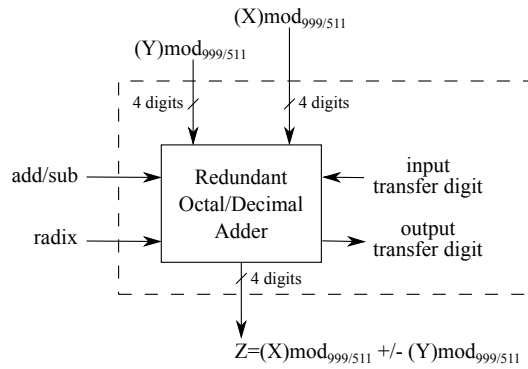 (X)mod999/511
(Y)mod999/511
4 digits
4 digits
add/sub
radix
Redundant
Octal/Decimal
Adder
input
transfer digit
output
transfer digit
4 digits
Z=(X)mod999/511 +/- (Y)mod999/511